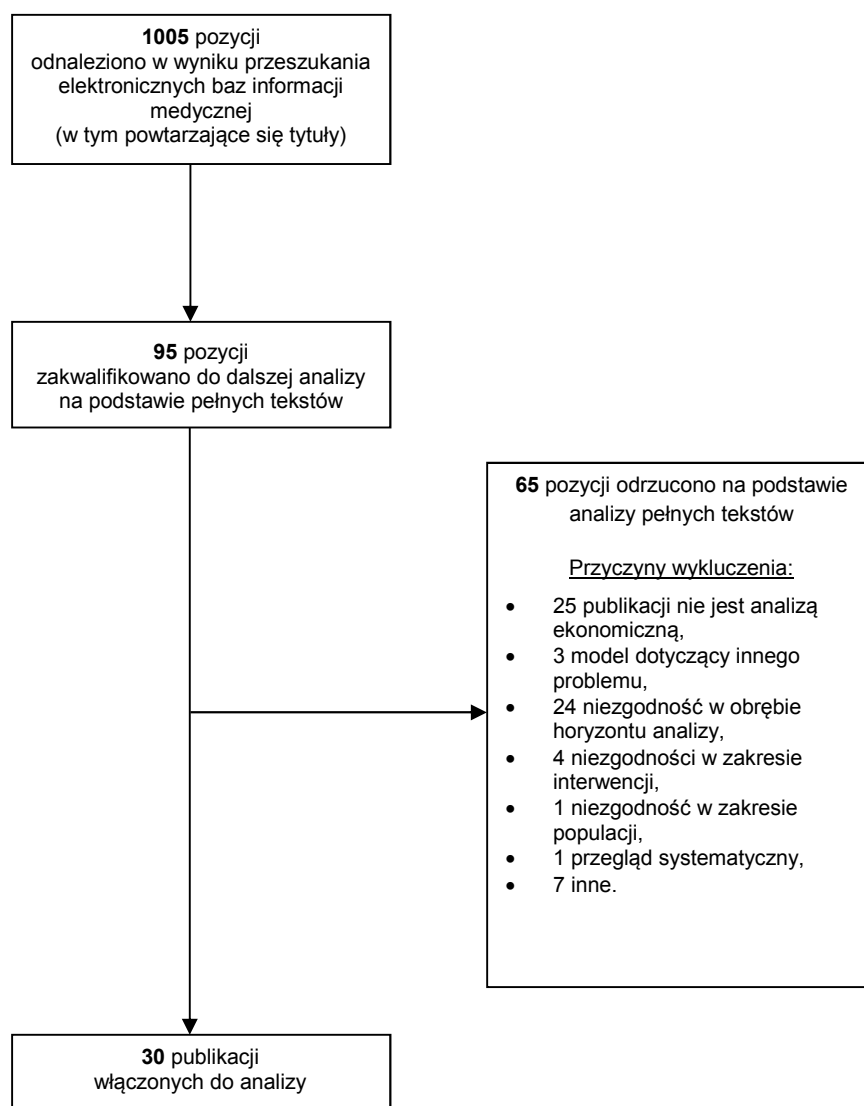 1005 pozycji
odnaleziono w wyniku przeszukania
elektronicznych baz informacji
medycznej
(w tym powtarzające się tytuły)
95 pozycji
zakwalifikowano do dalszej analizy
na podstawie pełnych tekstów
65 pozycji odrzucono na podstawie
analizy pełnych tekstów
Przyczyny wykluczenia:
• 25 publikacji nie jest analizą
ekonomiczną,
• 3 model dotyczący innego
problemu,
• 24 niezgodność w obrębie
horyzontu analizy,
• 4 niezgodności w zakresie
interwencji,
• 1 niezgodność w zakresie
populacji,
• 1 przegląd systematyczny,
• 7 inne.
30 publikacji
włączonych do analizy